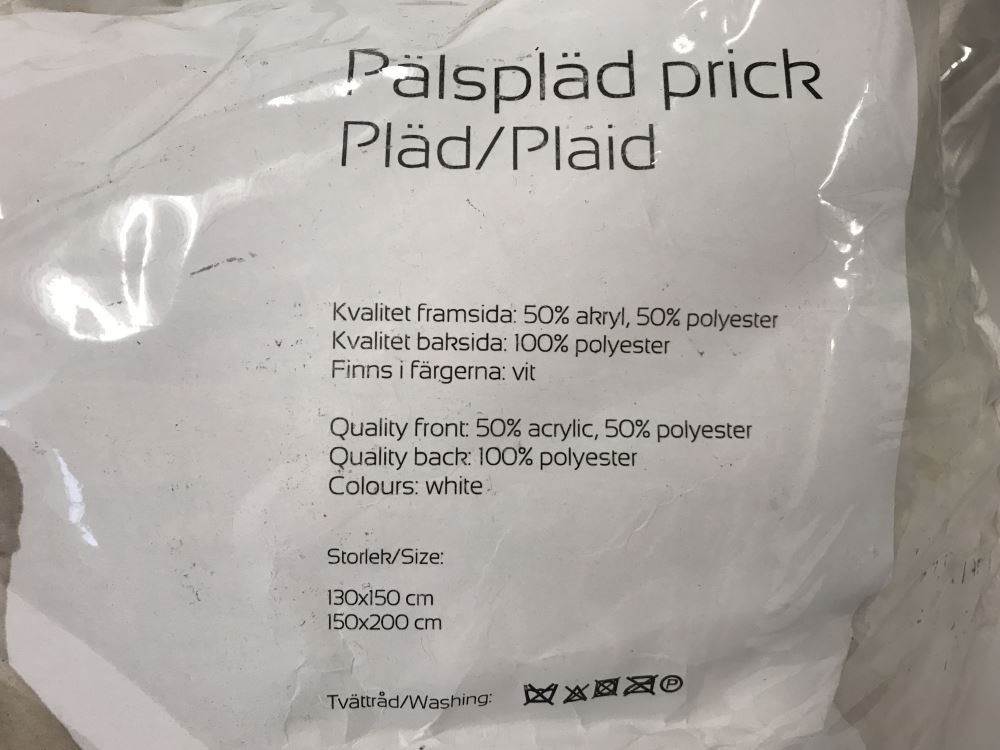 Pälspläd prick
Pläd/Plaid
Kvalitet framsida: 50% akryl, 50% polyester
Kvalitet baksida: 100% polyester
Finns i färgerna: vit
Quality front: 50% acrylic, 50% polyester
Quality back: 100% polyester
Colours: white
Storlek/Size:
130x150 cm
150x200 cm
Tvättråd/Washing:
P